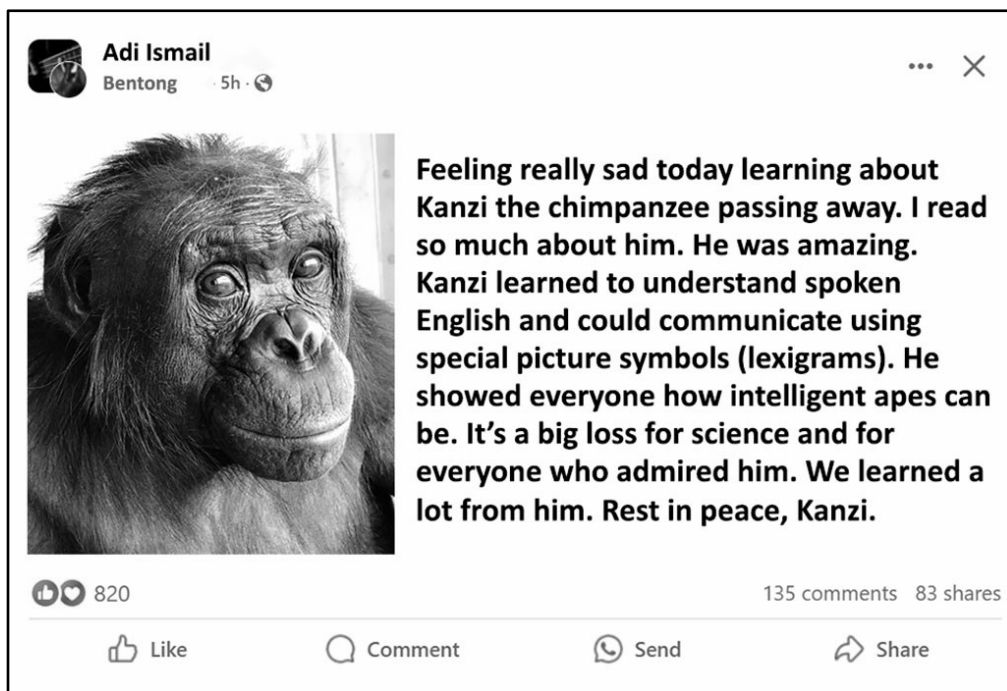 Adi Ismail
Bentong · 5h ·
Feeling really sad today learning about
Kanzi the chimpanzee passing away. I read
so much about him. He was amazing.
Kanzi learned to understand spoken
English and could communicate using
special picture symbols (lexigrams). He
showed everyone how intelligent apes can
be. It’s a big loss for science and for
everyone who admired him. We learned a
lot from him. Rest in peace, Kanzi.
820 135 comments 83 shares
Like Comment Send Share